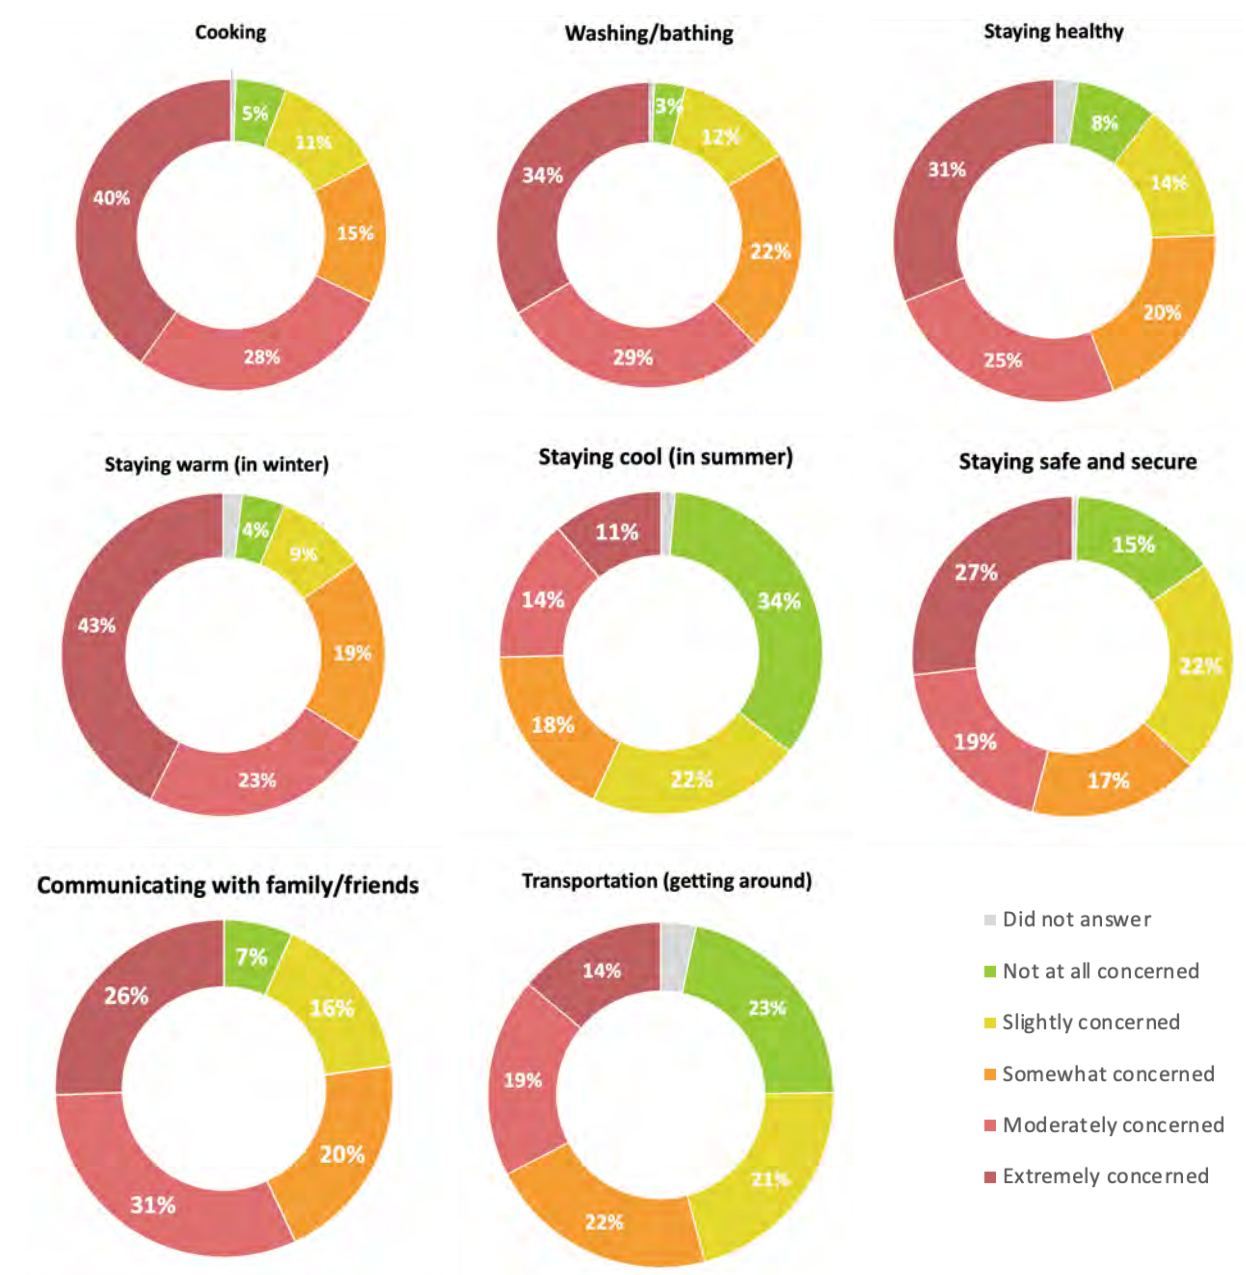 Cooking
5%
11%
15%
28%
40%
Washing/bathing
3%
12%
22%
29%
34%
Staying healthy
8%
14%
20%
25%
31%
Staying warm (in winter)
4%
9%
19%
23%
43%
Staying cool (in summer)
34%
22%
18%
14%
11%
Staying safe and secure
15%
22%
17%
19%
27%
Communicating with family/friends
7%
16%
20%
31%
26%
Transportation (getting around)
23%
21%
22%
19%
14%
Did not answer
Not at all concerned
Slightly concerned
Somewhat concerned
Moderately concerned
Extremely concerned